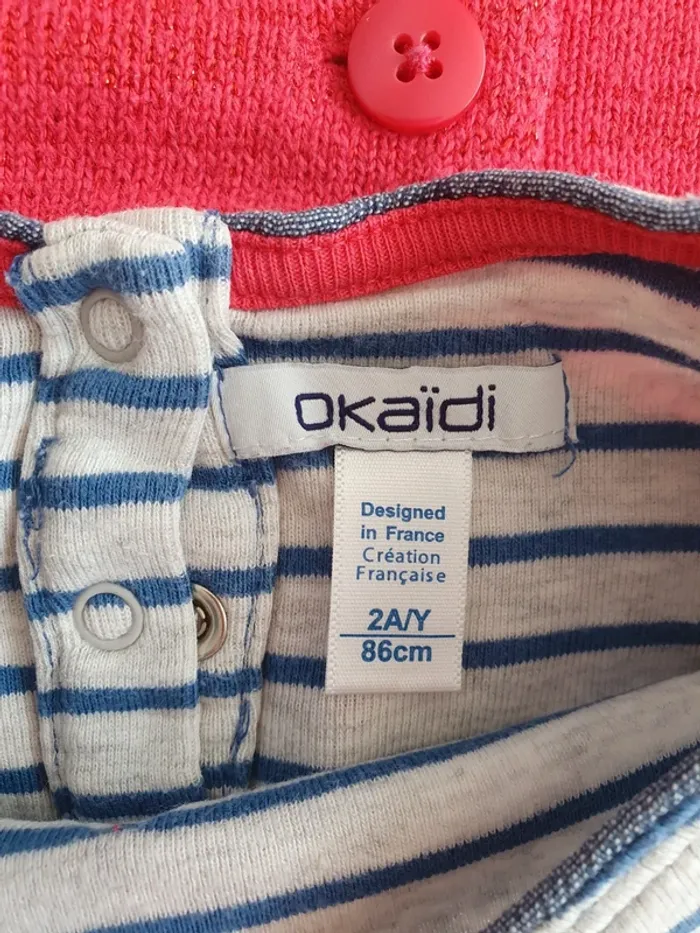 Okaïdi
Designed
in France
Création
Française
2A/Y
86cm